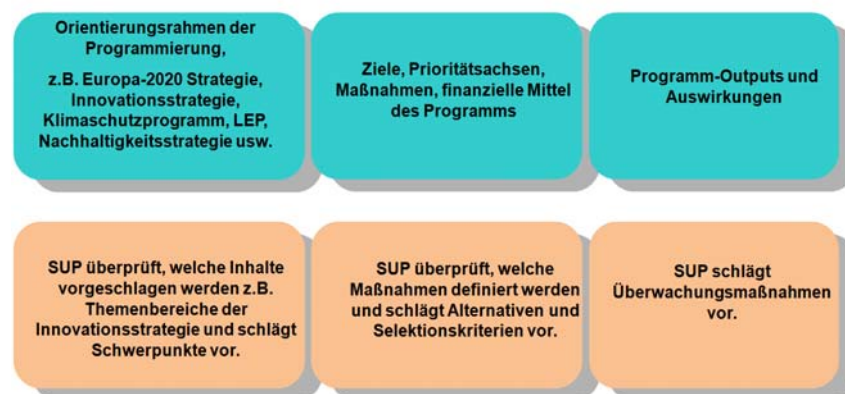 Orientierungsrahmen der
Programmierung,
z.B. Europa-2020 Strategie,
Innovationsstrategie,
Klimaschutzprogramm, LEP,
Nachhaltigkeitsstrategie usw.
Ziele, Prioritätsachsen,
Maßnahmen, finanzielle Mittel
des Programms
Programm-Outputs und
Auswirkungen
SUP überprüft, welche Inhalte
vorgeschlagen werden z.B.
Themenbereiche der
Innovationsstrategie und schlägt
Schwerpunkte vor.
SUP überprüft, welche
Maßnahmen definiert werden
und schlägt Alternativen und
Selektionskriterien vor.
SUP schlägt
Überwachungsmaßnahmen
vor.